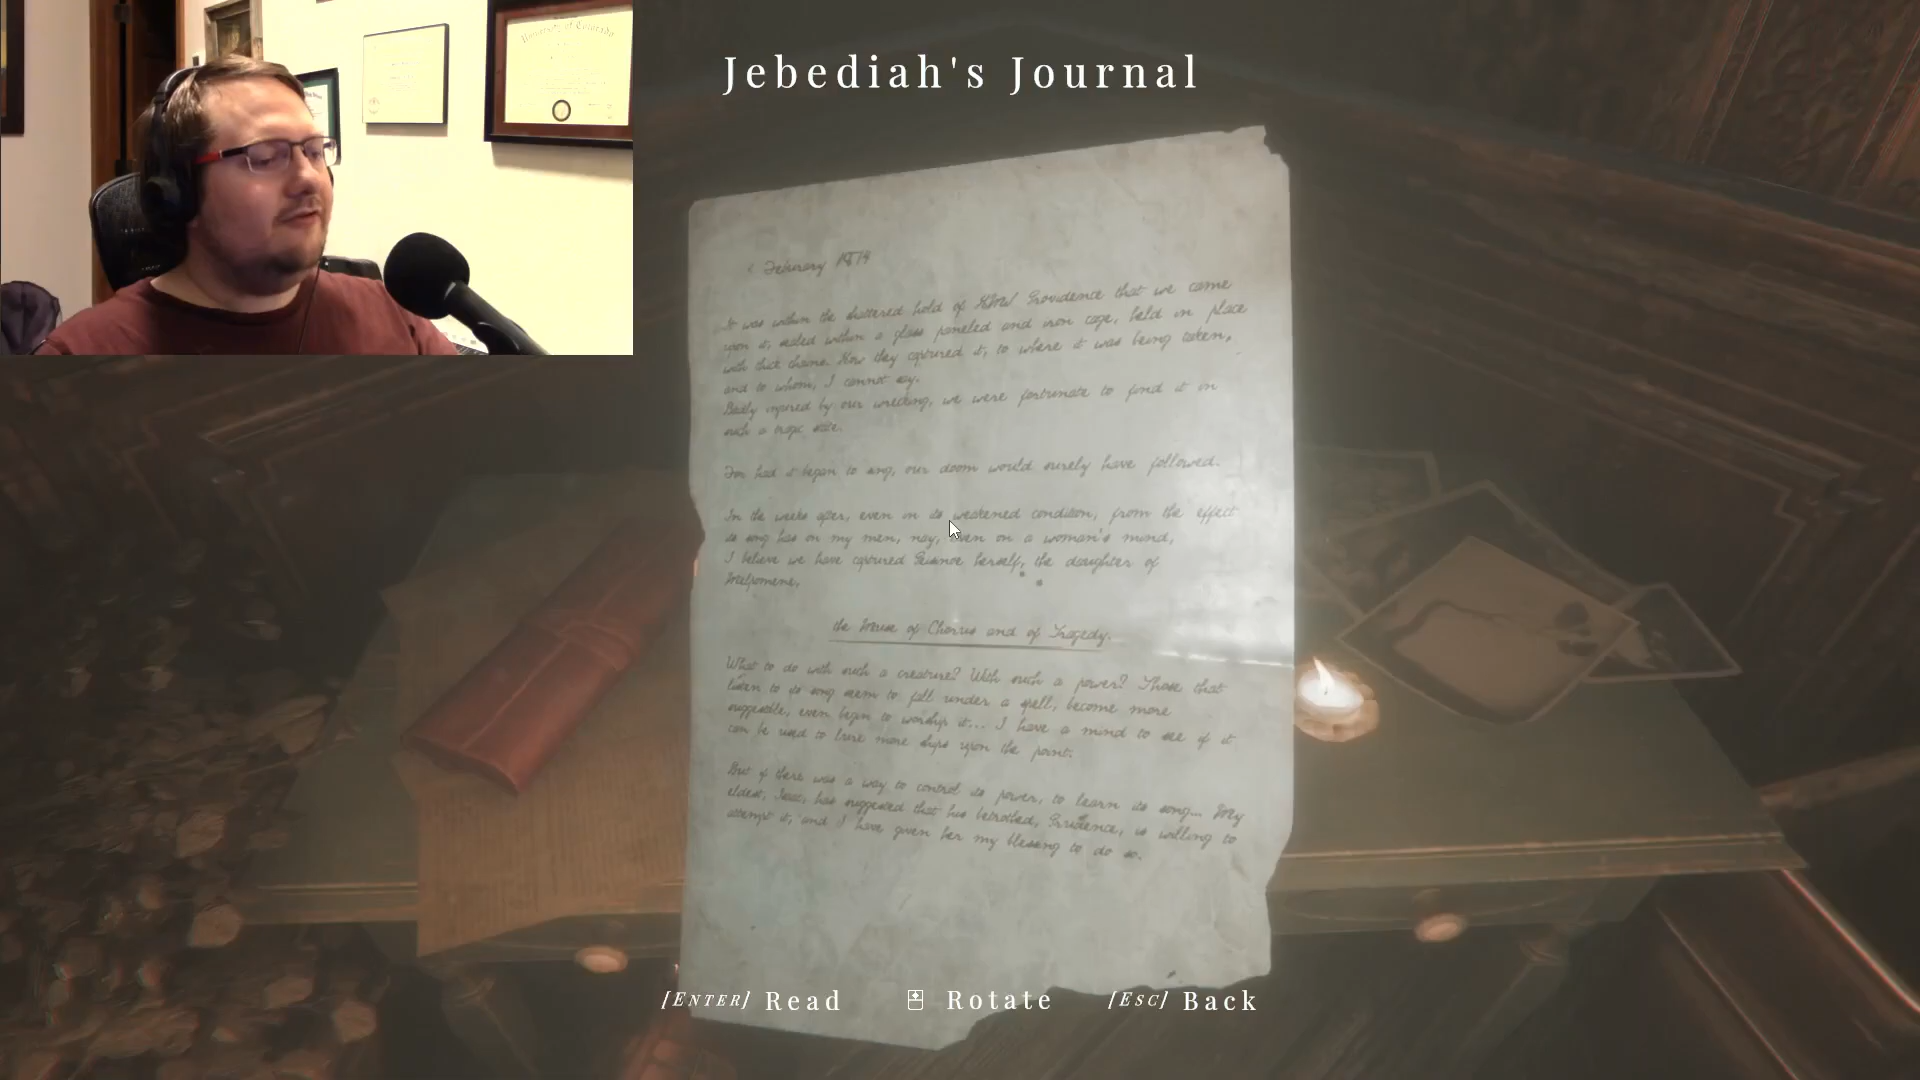 University of Colorado
Jebediah's Journal
February 1874
It was within the shattered hold of HMS Providence that we came
upon it, sealed within a glass paneled and iron cage, held in place
with thick chains. How they captured it, to where it was being taken,
and to whom, I cannot say.
Badly injured by our wrecking, we were fortunate to find it in
such a tragic state.
For had it began to sing, our doom would surely have followed.
In the weeks after, even in its weakened condition, from the effect
its song has on my men, nay, even on a woman's mind,
I believe we have captured herself, the daughter of
Melpomene,
the Muse of Chorus and of Tragedy.
What to do with such a creature? With such a power? Those that
listen to its song seem to fall under a spell, become more
suggestible, even begin to worship it... I have a mind to see if it
can be used to lure more ships upon the point.
But if there was a way to control its power, to learn its song... My
eldest, Isaac, has suggested that his betrothed, Prudence, is willing to
attempt it, and I have given her my blessing to do so.
[ENTER] Read Rotate [ESC] Back